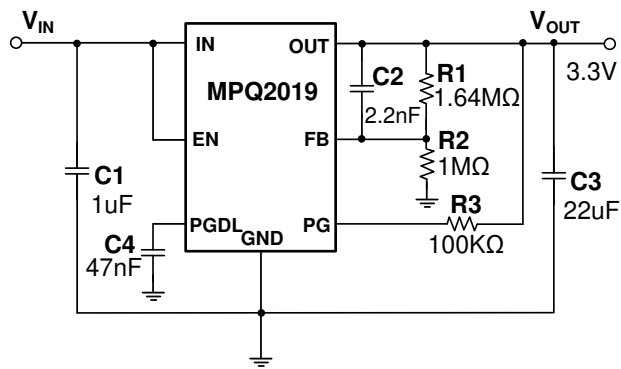 VIN
VOUT
IN
OUT
MPQ2019
C2
2.2nF
R1
1.64MΩ
3.3V
EN
FB
R2
1MΩ
C1
1uF
C3
22uF
PGDL
GND
PG
R3
100KΩ
C4
47nF